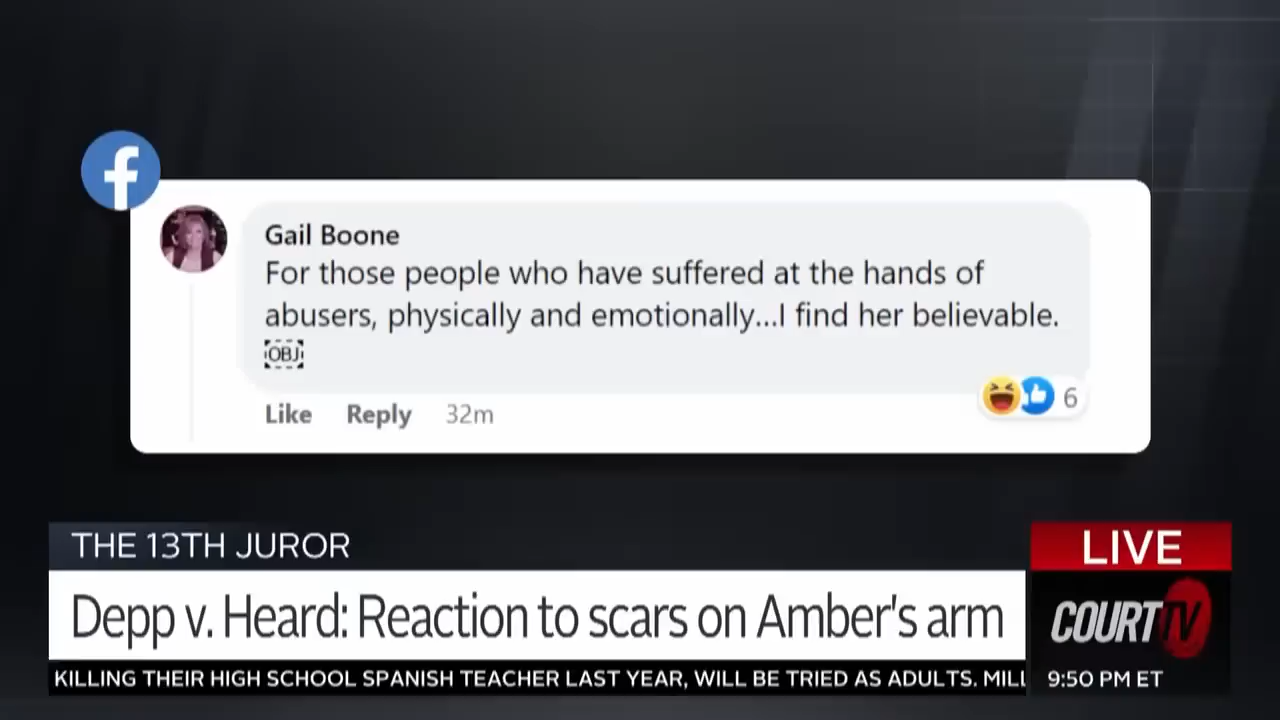 f
Gail Boone
For those people who have suffered at the hands of
abusers, physically and emotionally...I find her believable.
OBJ
6
Like Reply 32m
THE 13TH JUROR
LIVE
Depp v. Heard: Reaction to scars on Amber's arm
COURT TV
KILLING THEIR HIGH SCHOOL SPANISH TEACHER LAST YEAR, WILL BE TRIED AS ADULTS. MILL
9:50 PM ET